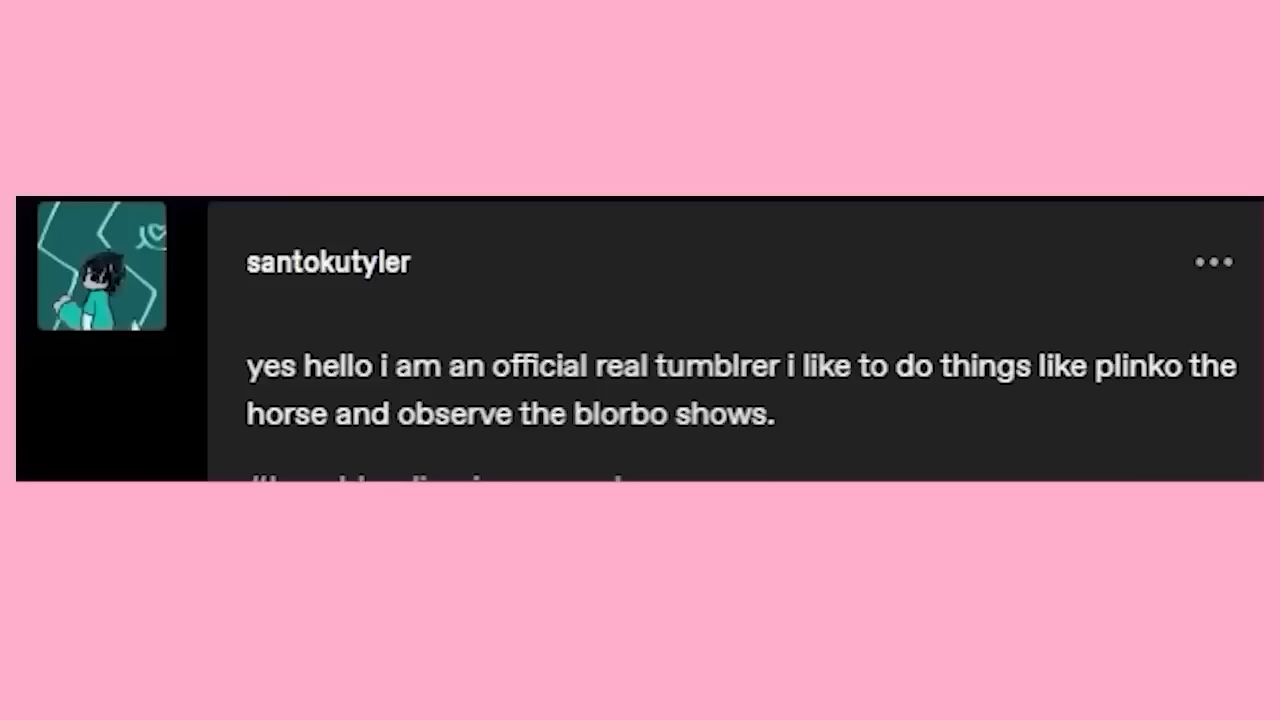 santokutyler
yes hello i am an official real tumblrer i like to do things like plinko the
horse and observe the blorbo shows.